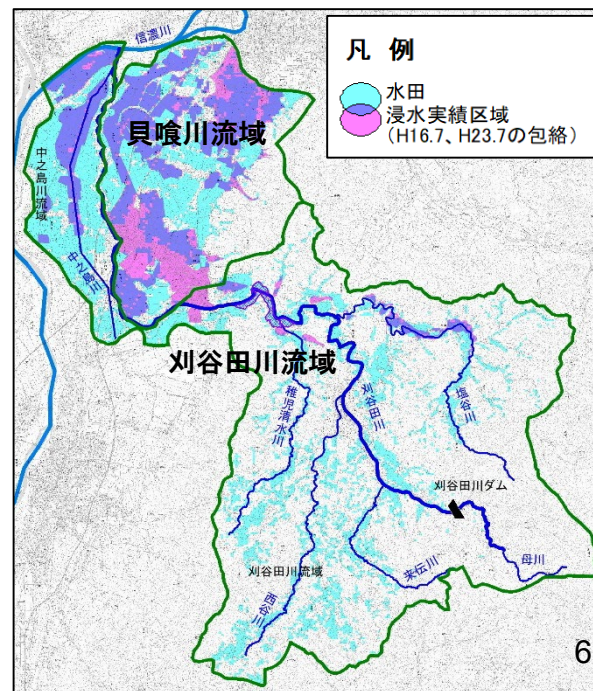 信濃川
凡 例
水田
浸水実績区域
(H16.7、H23.7の包絡)
貝喰川流域
中之島川流域
中之島川
刈谷田川流域
稚児清水川
刈谷田川
塩谷川
刈谷田川ダム
刈谷田川流域
来伝川
母川
西谷川
6